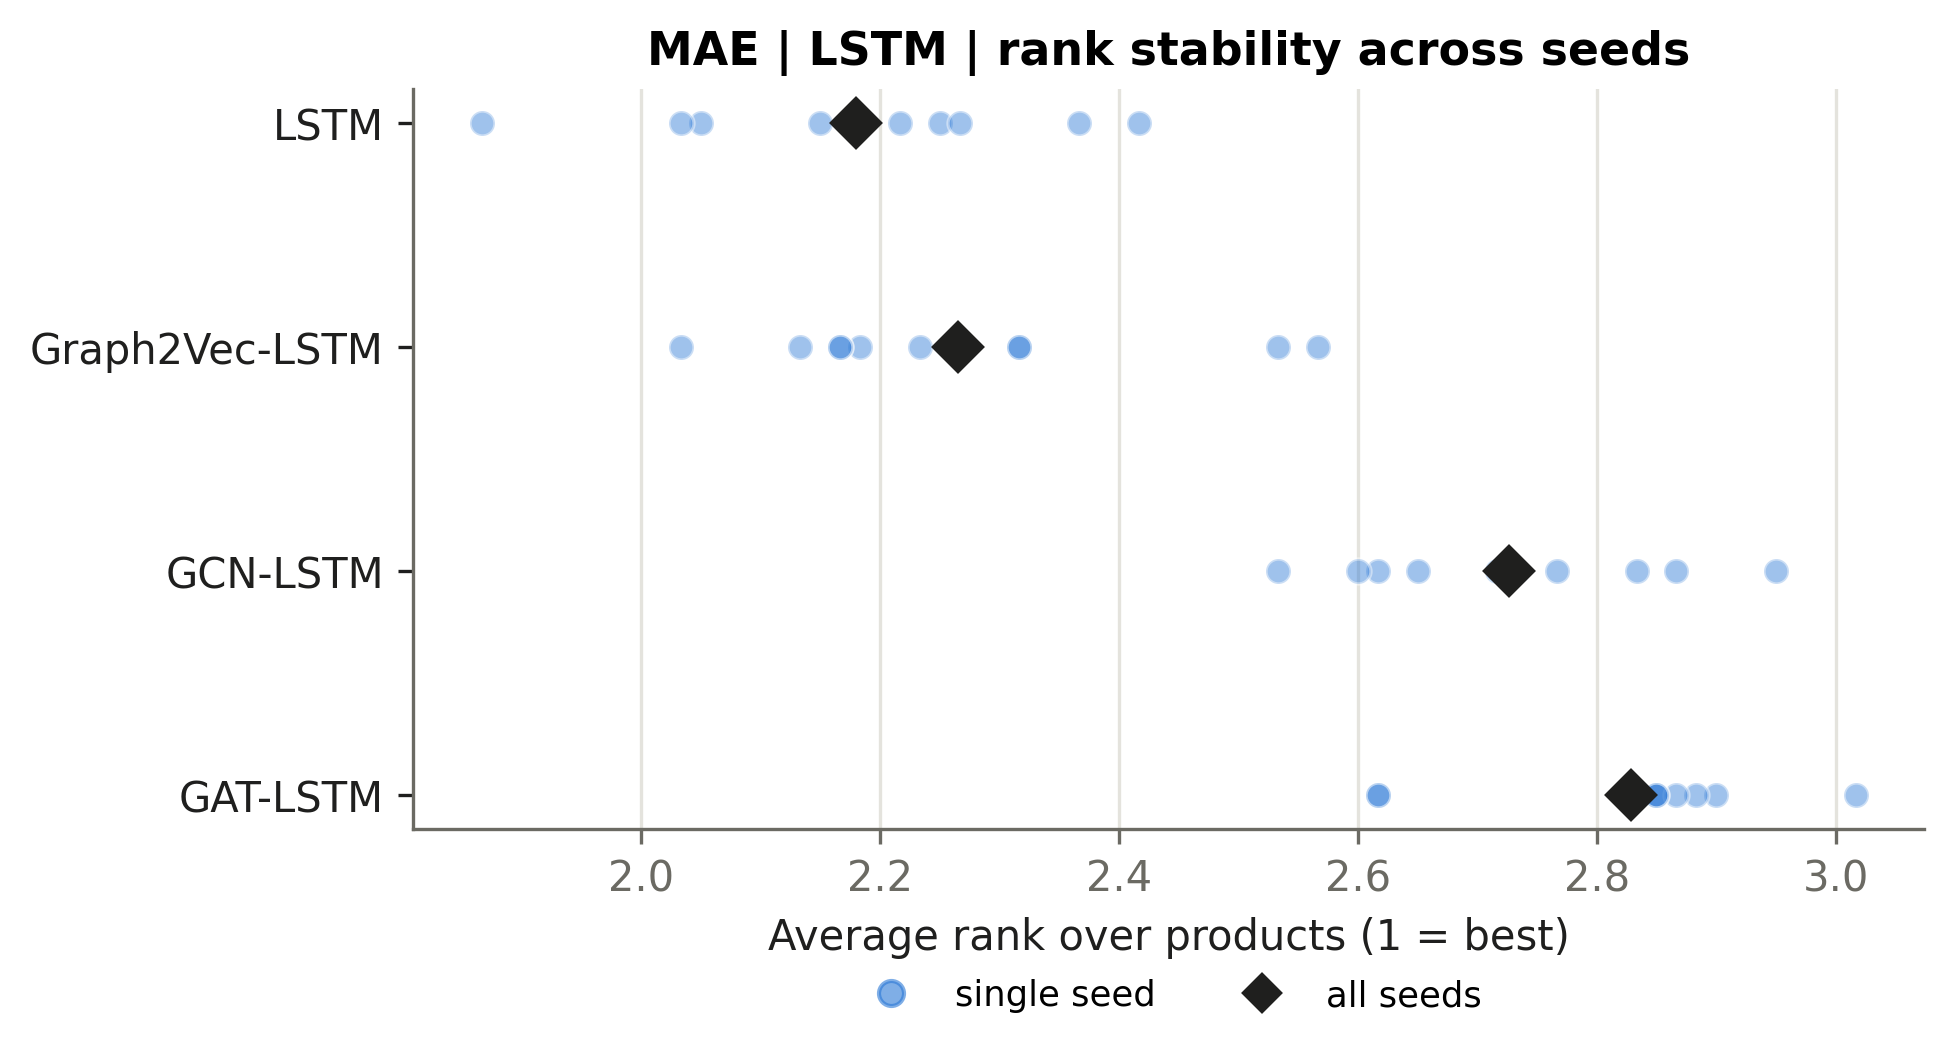 MAE | LSTM | rank stability across seeds
LSTM
Graph2Vec-LSTM
GCN-LSTM
GAT-LSTM
2.0 2.2 2.4 2.6 2.8 3.0
Average rank over products (1 = best)
single seed all seeds